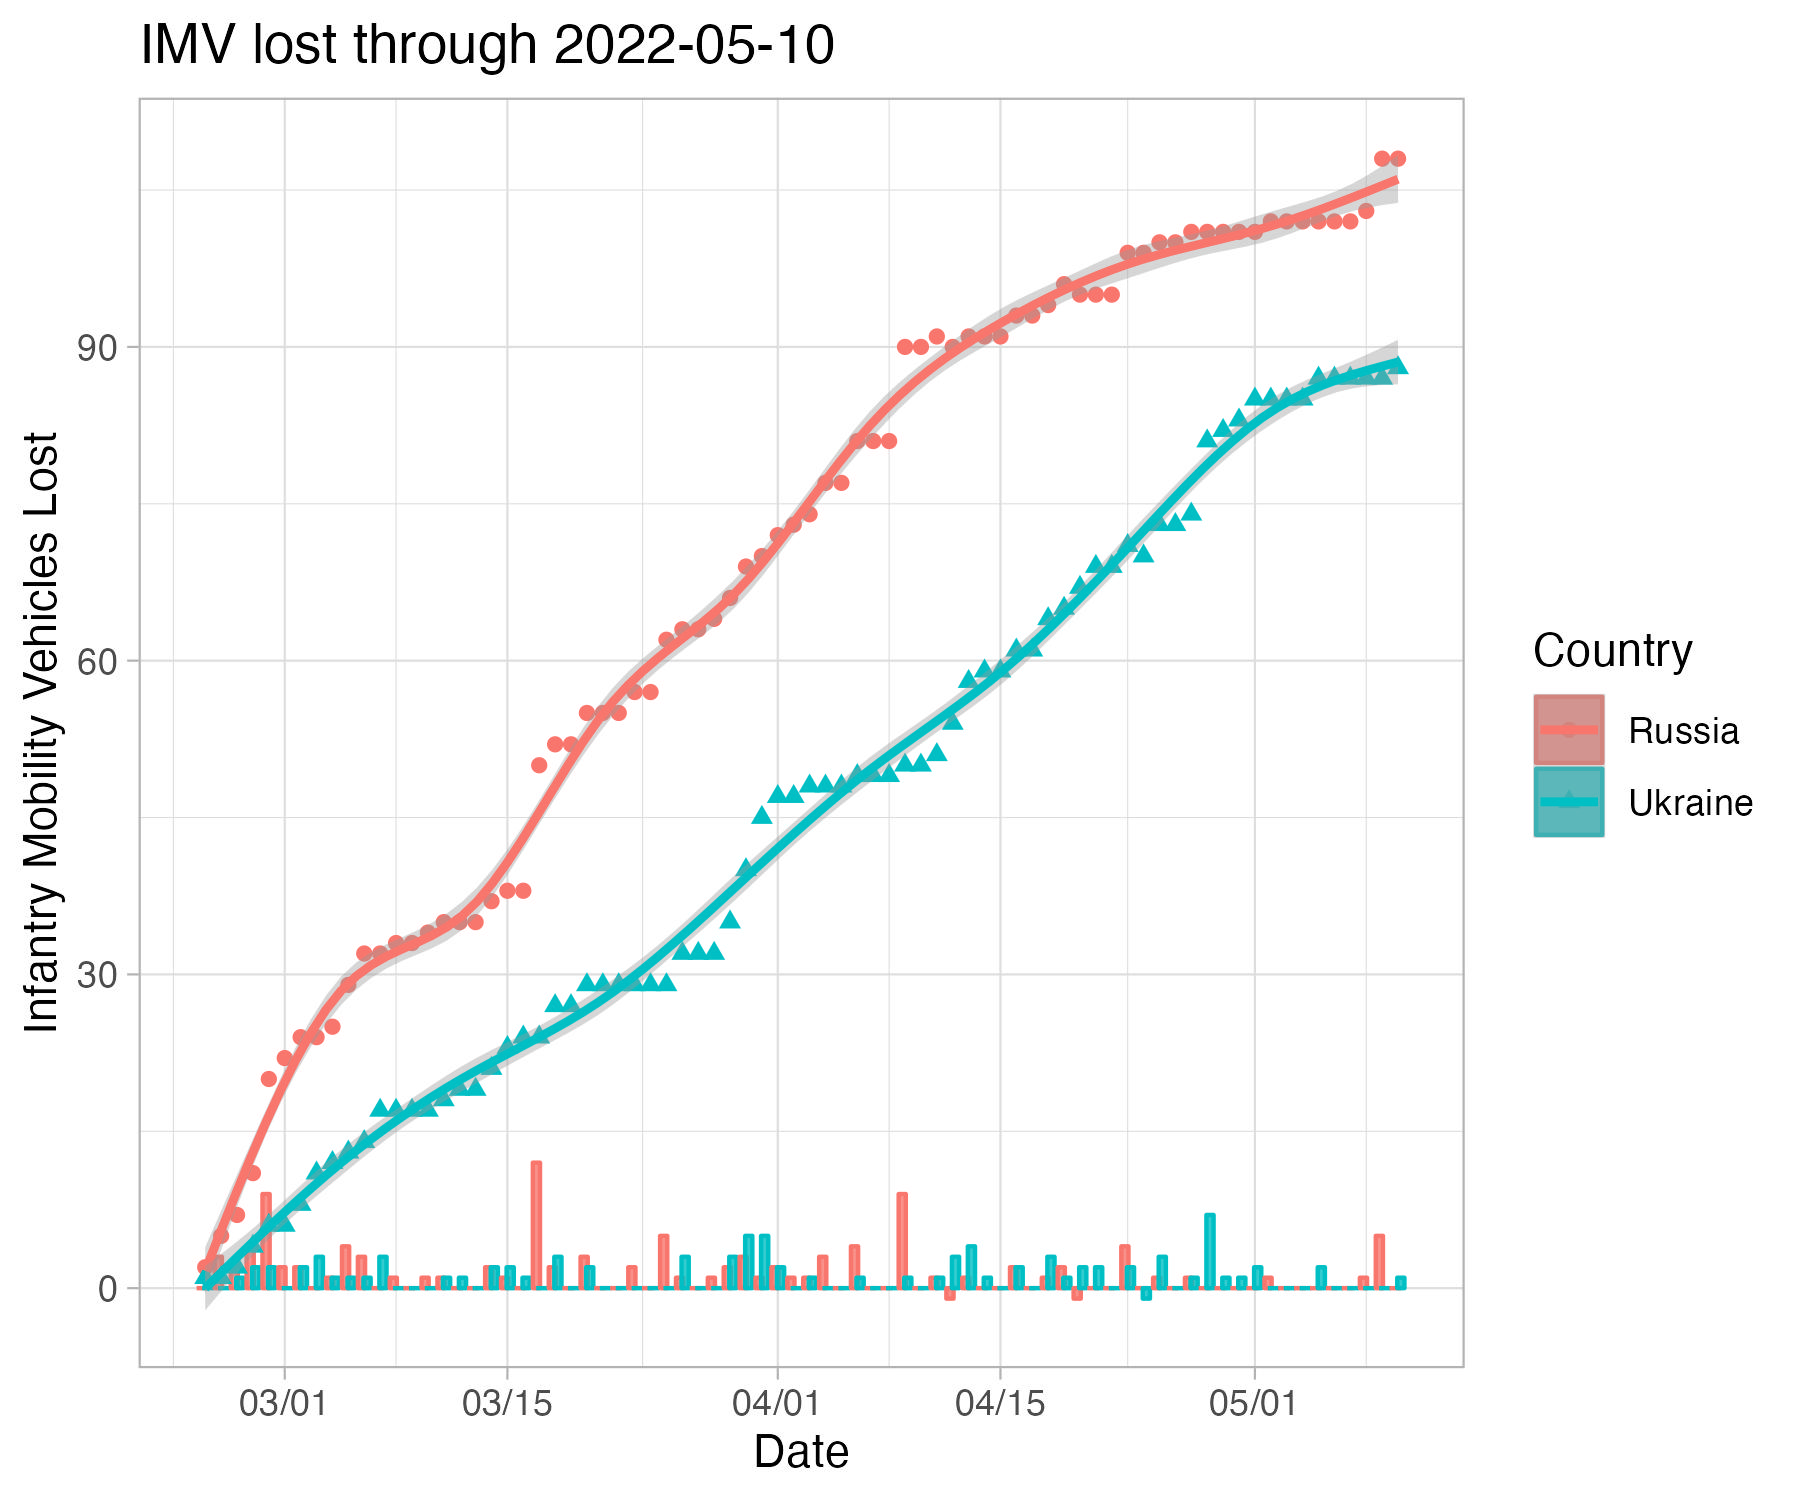 IMV lost through 2022-05-10
Infantry Mobility Vehicles Lost
90
60
30
0
03/01 03/15 04/01 04/15 05/01
Date
Country
Russia
Ukraine